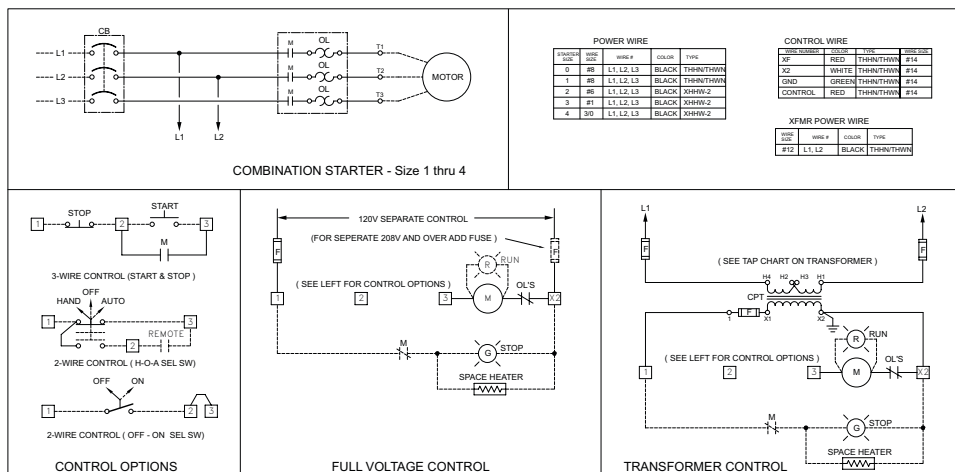 CB
L1
L2
L3
M
OL
M
OL
M
OL
T1
T2
T3
MOTOR
L1
L2
COMBINATION STARTER - Size 1 thru 4
POWER WIRE
STARTER SIZE WIRE SIZE WIRE # COLOR TYPE
0 #8 L1, L2, L3 BLACK THHN/THWN
1 #8 L1, L2, L3 BLACK THHN/THWN
2 #6 L1, L2, L3 BLACK XHHW-2
3 #1 L1, L2, L3 BLACK XHHW-2
4 3/0 L1, L2, L3 BLACK XHHW-2
CONTROL WIRE
WIRE NUMBER COLOR TYPE WIRE SIZE
XF RED THHN/THWN #14
X2 WHITE THHN/THWN #14
GND GREEN THHN/THWN #14
CONTROL RED THHN/THWN #14
XFMR POWER WIRE
WIRE SIZE WIRE # COLOR TYPE
#12 L1, L2 BLACK THHN/THWN
STOP
START
1 2 3
M
3-WIRE CONTROL (START & STOP)
OFF
HAND AUTO
1 3
REMOTE
2
2-WIRE CONTROL ( H-O-A SEL SW)
OFF ON
1 2 3
2-WIRE CONTROL ( OFF - ON SEL SW)
CONTROL OPTIONS
120V SEPARATE CONTROL
(FOR SEPERATE 208V AND OVER ADD FUSE )
F F
R RUN
(SEE LEFT FOR CONTROL OPTIONS )
OL'S
1 2 3 M X2
M
G STOP
SPACE HEATER
FULL VOLTAGE CONTROL
L1 L2
F F
( SEE TAP CHART ON TRANSFORMER )
H4 H2 H3 H1
CPT
F
1 X1 X2
R RUN
(SEE LEFT FOR CONTROL OPTIONS )
OL'S
1 2 3 M X2
M
G STOP
SPACE HEATER
TRANSFORMER CONTROL